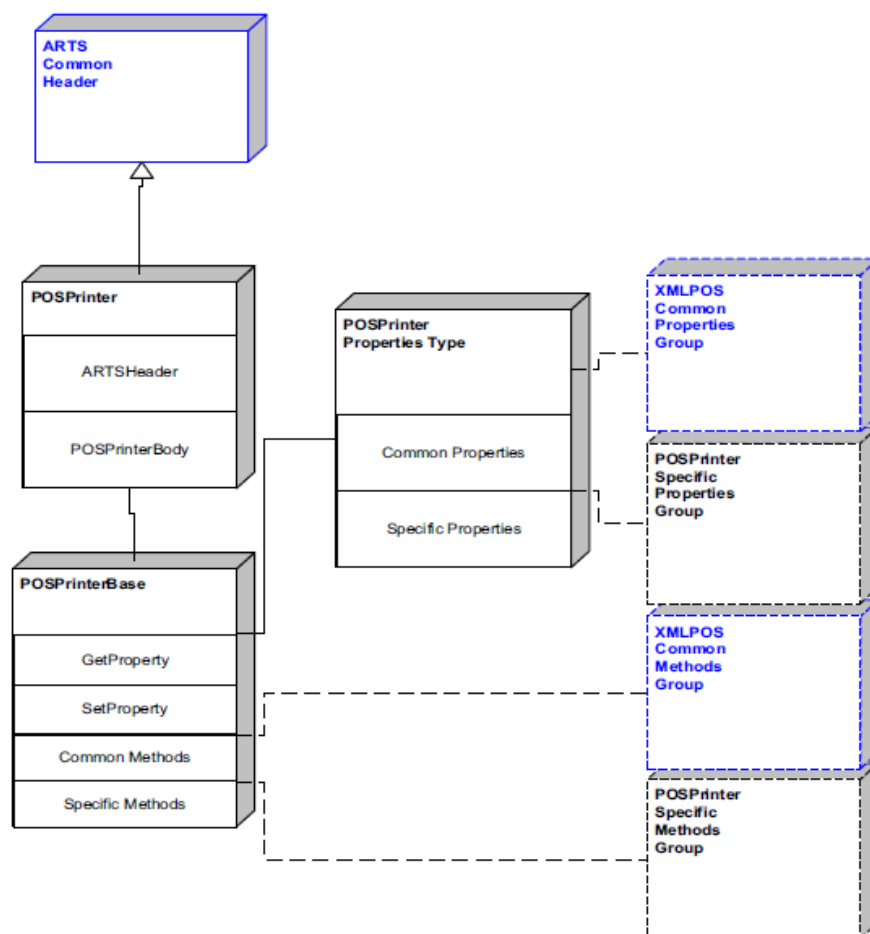 ARTS
Common
Header
POSPrinter
ARTSHeader
POSPrinterBody
POSPrinterBase
GetProperty
SetProperty
Common Methods
Specific Methods
POSPrinter
Properties Type
Common Properties
Specific Properties
XMLPOS
Common
Properties
Group
POSPrinter
Specific
Properties
Group
XMLPOS
Common
Methods
Group
POSPrinter
Specific
Methods
Group